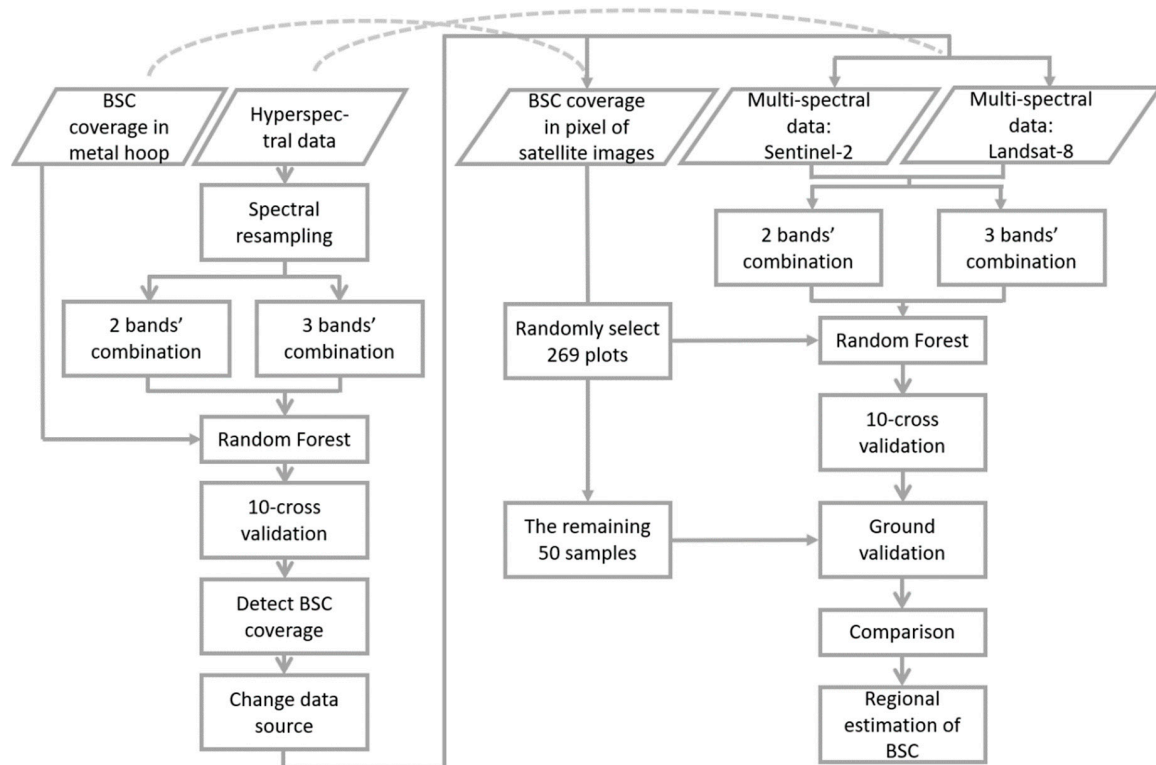 BSC
coverage in
metal hoop
Hyperspec-
tral data
Spectral
resampling
2 bands’
combination
3 bands’
combination
Random Forest
10-cross
validation
Detect BSC
coverage
Change data
source
BSC coverage
in pixel of
satellite images
Randomly select
269 plots
The remaining
50 samples
Multi-spectral
data:
Sentinel-2
Multi-spectral
data:
Landsat-8
2 bands’
combination
3 bands’
combination
Random Forest
10-cross
validation
Ground
validation
Comparison
Regional
estimation of
BSC